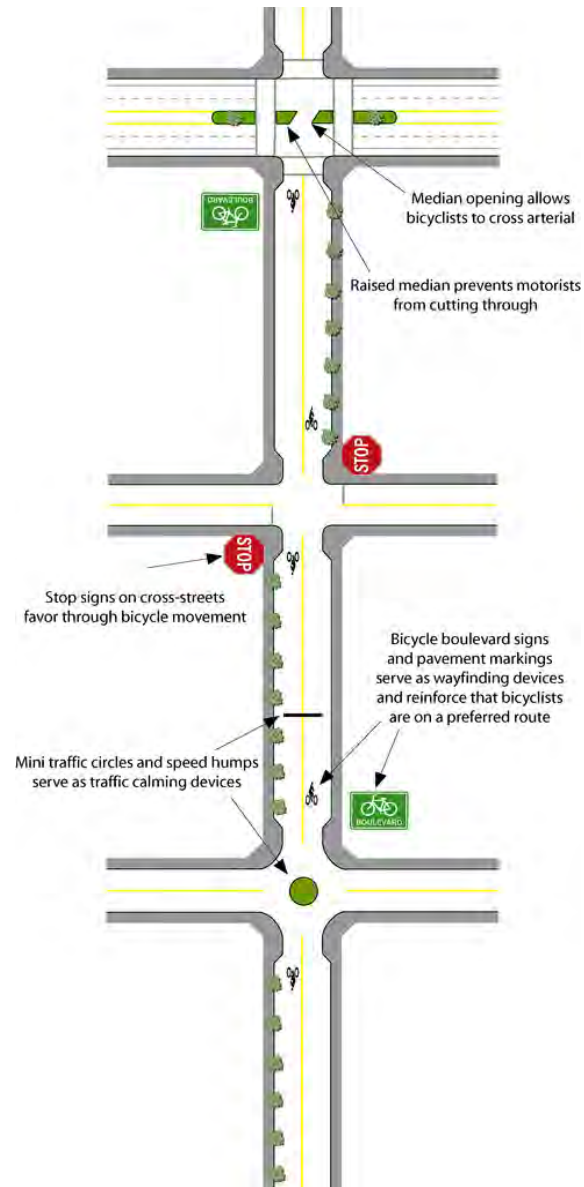 Median opening allows
bicyclists to cross arterial
BOULEVARD
Raised median prevents motorists
from cutting through
STOP
STOP
Stop signs on cross-streets
favor through bicycle movement
Bicycle boulevard signs
and pavement markings
serve as wayfinding devices
and reinforce that bicyclists
are on a preferred route
Mini traffic circles and speed humps
serve as traffic calming devices
BOULEVARD